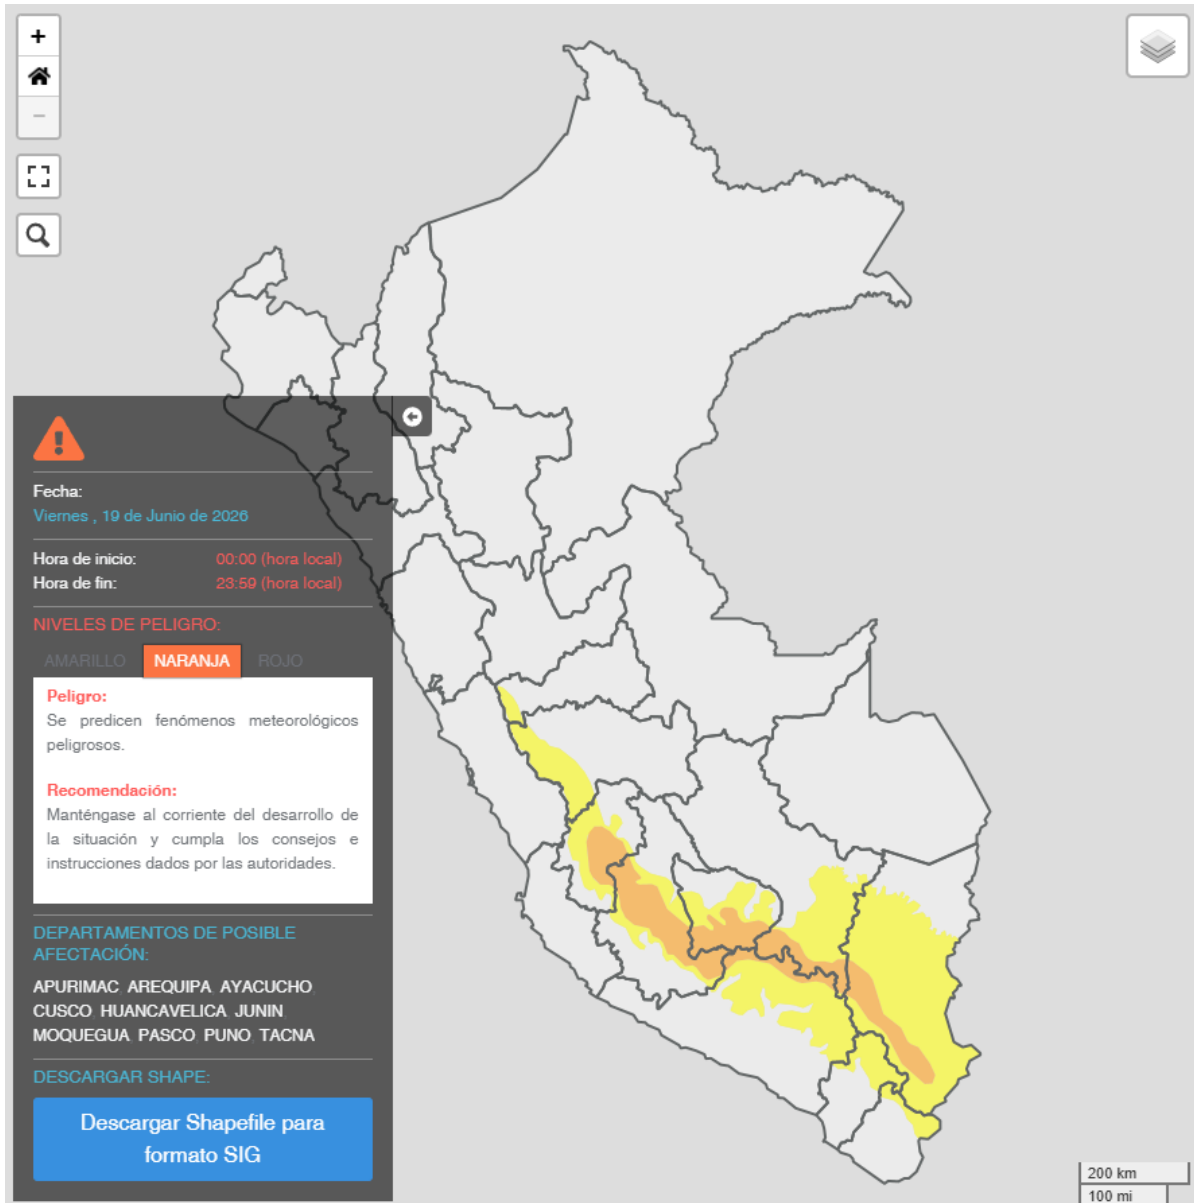 +
−
Fecha:
Viernes , 19 de Junio de 2026
Hora de inicio: 00:00 (hora local)
Hora de fin: 23:59 (hora local)
NIVELES DE PELIGRO:
AMARILLO NARANJA ROJO
Peligro:
Se predicen fenómenos meteorológicos
peligrosos.
Recomendación:
Manténgase al corriente del desarrollo de
la situación y cumpla los consejos e
instrucciones dados por las autoridades.
DEPARTAMENTOS DE POSIBLE
AFECTACIÓN:
APURIMAC AREQUIPA AYACUCHO
CUSCO HUANCAVELICA JUNIN
MOQUEGUA PASCO PUNO TACNA
DESCARGAR SHAPE:
Descargar Shapefile para
formato SIG
200 km
100 mi